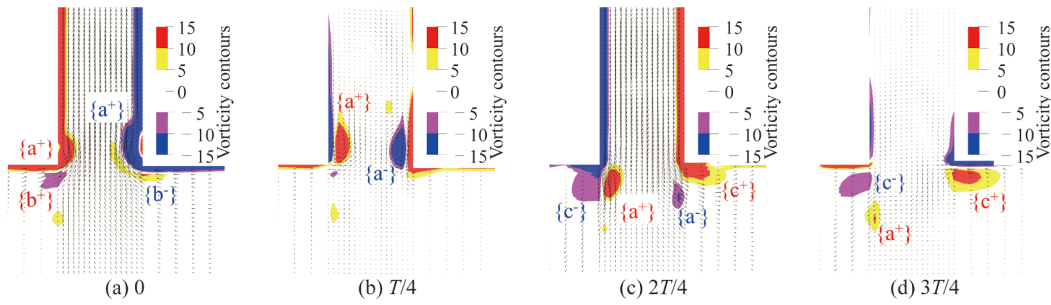 15
10
5
0
−5
10
15
Vorticity contours
{a⁺}
{a⁺}
{b⁺}
{b⁻}
(a) 0
15
10
5
0
−5
10
15
Vorticity contours
{a⁺}
{a⁻}
(b) T/4
15
10
5
0
−5
10
15
Vorticity contours
{c⁻}
{a⁺}
{a⁻}
{c⁺}
(c) 2T/4
15
10
5
0
−5
10
15
Vorticity contours
{c⁻}
{c⁺}
{a⁺}
(d) 3T/4